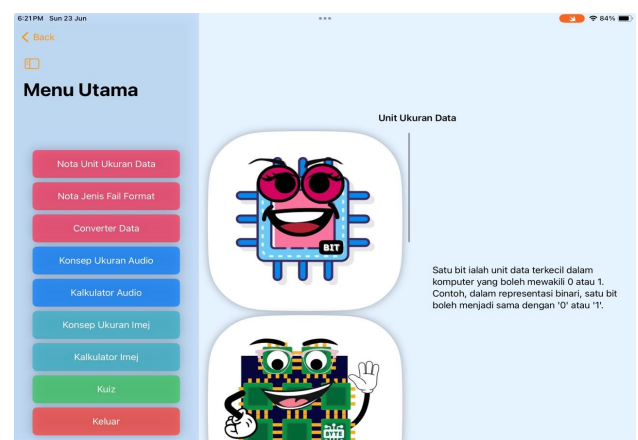 6:21 PM Sun 23 Jun
84%
Back
Menu Utama
Unit Ukuran Data
Nota Unit Ukuran Data
Nota Jenis Fail Format
Converter Data
Konsep Ukuran Audio
Kalkulator Audio
Konsep Ukuran Imej
Kalkulator Imej
Kuiz
Keluar
BIT
Satu bit ialah unit data terkecil dalam
komputer yang boleh mewakili 0 atau 1.
Contoh, dalam representasi binari, satu bit
boleh menjadi sama dengan '0' atau '1'.
BYTE